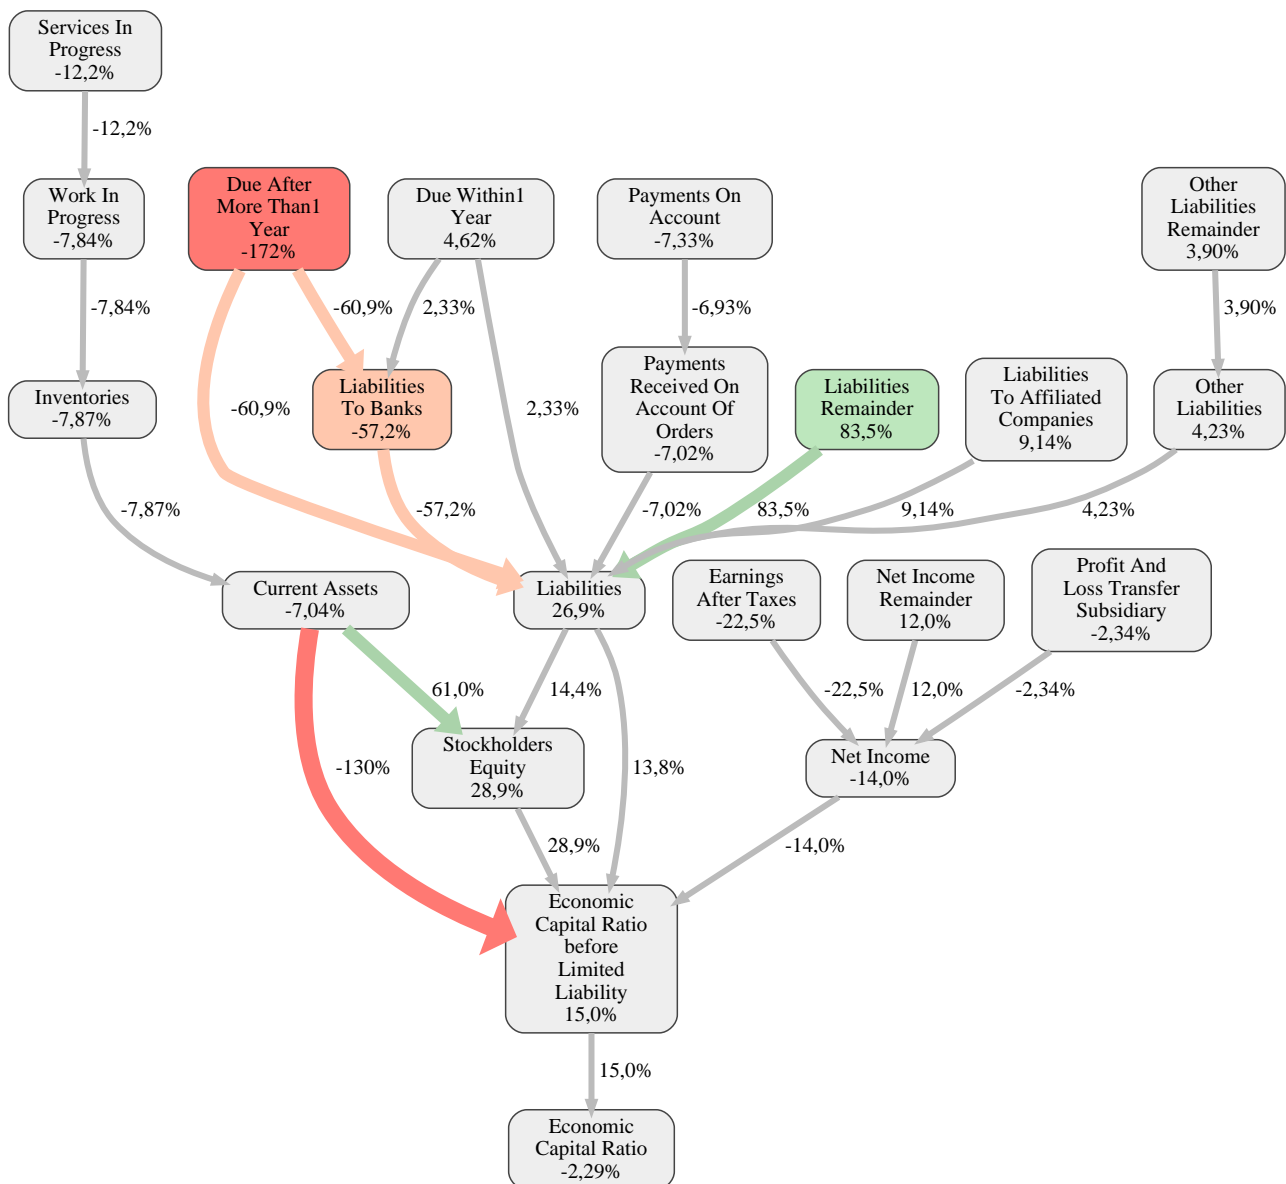 Services In
Progress
-12,2%
-12,2%
Work In
Progress
-7,84%
Due After
More Than1
Year
-172%
Due Within1
Year
4,62%
Payments On
Account
-7,33%
Other
Liabilities
Remainder
3,90%
-7,84%
-60,9%
2,33%
-6,93%
3,90%
Inventories
-7,87%
-60,9%
Liabilities
To Banks
-57,2%
2,33%
Payments
Received On
Account Of
Orders
-7,02%
Liabilities
Remainder
83,5%
Liabilities
To Affiliated
Companies
9,14%
Other
Liabilities
4,23%
-7,87%
-57,2%
-7,02%
83,5%
9,14%
4,23%
Current Assets
-7,04%
Liabilities
26,9%
Earnings
After Taxes
-22,5%
Net Income
Remainder
12,0%
Profit And
Loss Transfer
Subsidiary
-2,34%
61,0%
14,4%
-22,5%
12,0%
-2,34%
-130%
Stockholders
Equity
28,9%
13,8%
Net Income
-14,0%
28,9%
-14,0%
Economic
Capital Ratio
before
Limited
Liability
15,0%
15,0%
Economic
Capital Ratio
-2,29%